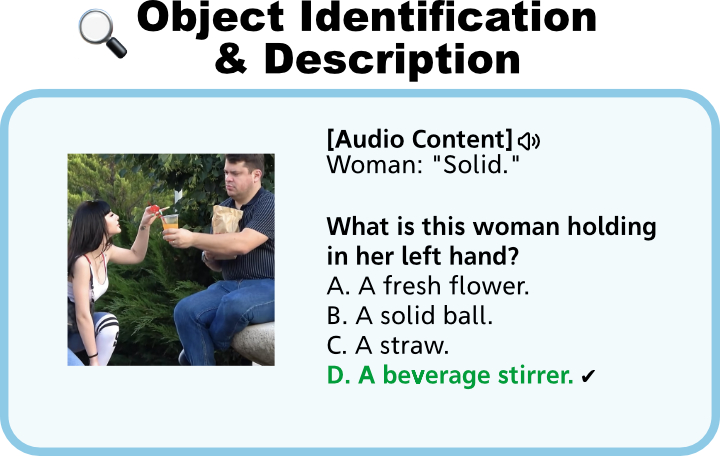 Object Identification
& Description
[Audio Content]
Woman: "Solid."
What is this woman holding
in her left hand?
A. A fresh flower.
B. A solid ball.
C. A straw.
D. A beverage stirrer. ✔